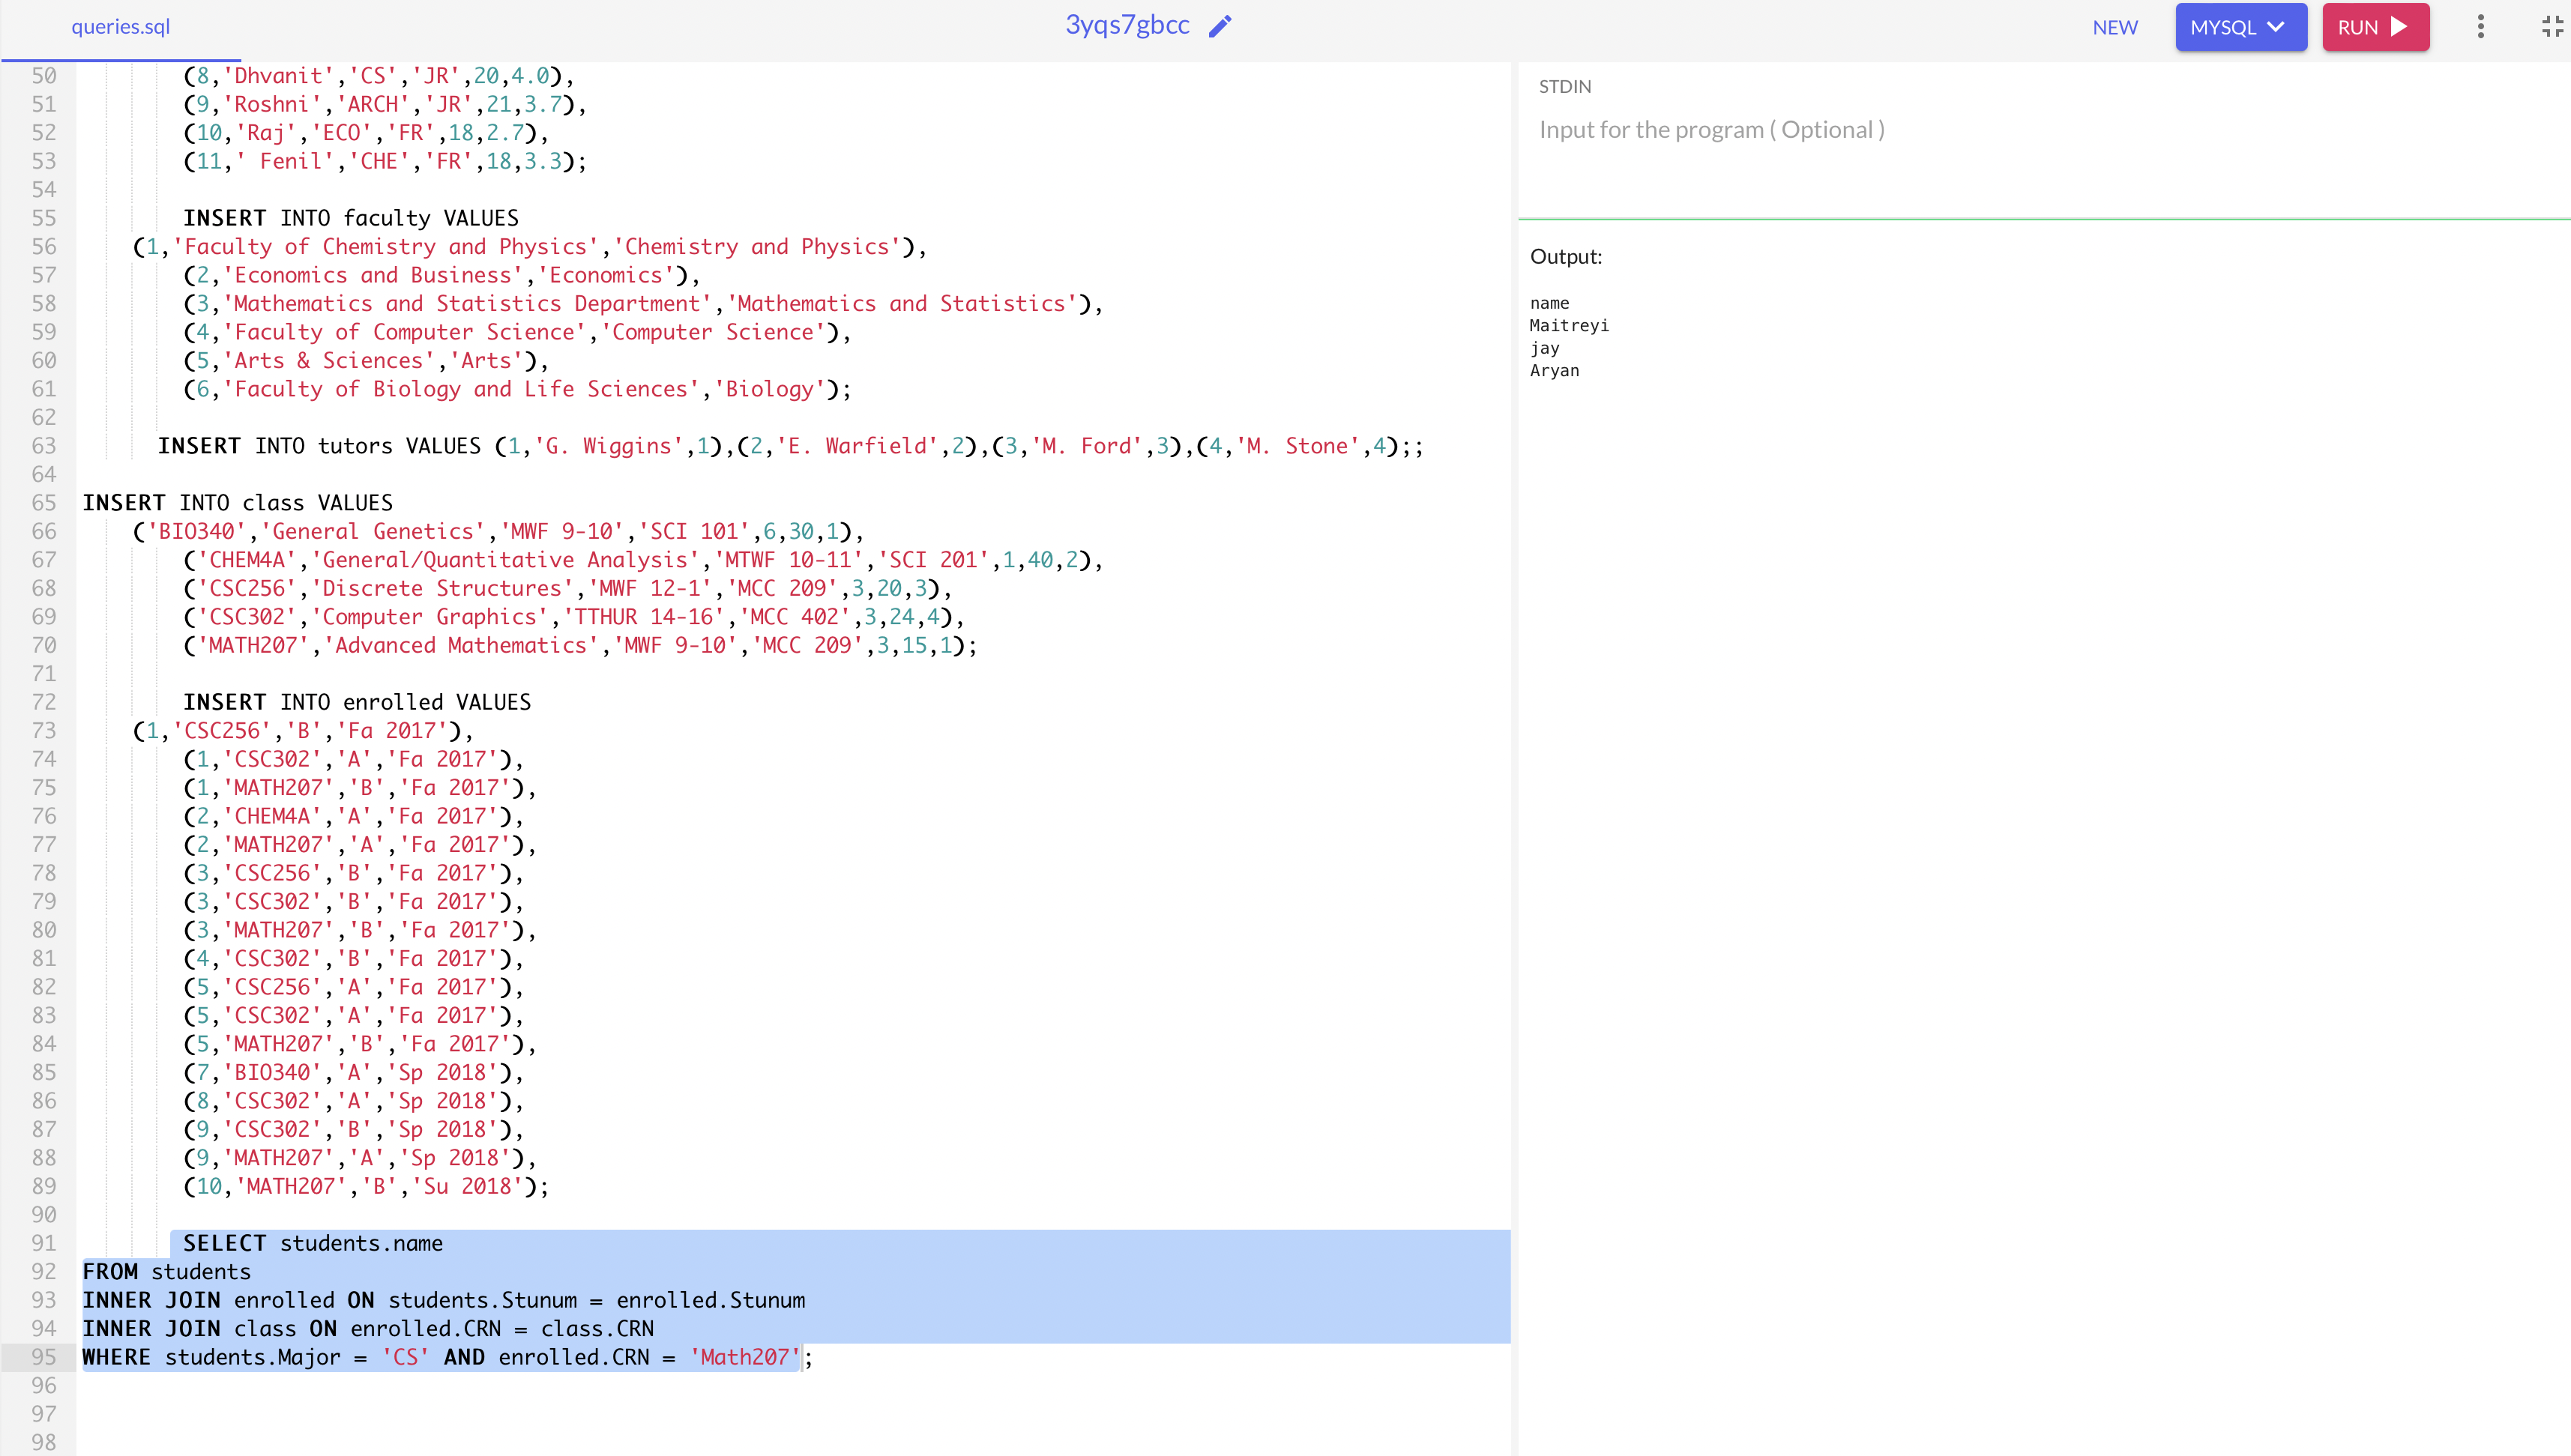 queries.sql
3yqs7gbcc
NEW
MYSQL
RUN
50 (8,'Dhvanit','CS','JR',20,4.0),
51 (9,'Roshni','ARCH','JR',21,3.7),
52 (10,'Raj','ECO','FR',18,2.7),
53 (11,' Fenil','CHE','FR',18,3.3);
54
55 INSERT INTO faculty VALUES
56 (1,'Faculty of Chemistry and Physics','Chemistry and Physics'),
57 (2,'Economics and Business','Economics'),
58 (3,'Mathematics and Statistics Department','Mathematics and Statistics'),
59 (4,'Faculty of Computer Science','Computer Science'),
60 (5,'Arts & Sciences','Arts'),
61 (6,'Faculty of Biology and Life Sciences','Biology');
62
63 INSERT INTO tutors VALUES (1,'G. Wiggins',1),(2,'E. Warfield',2),(3,'M. Ford',3),(4,'M. Stone',4);;
64
65 INSERT INTO class VALUES
66 ('BIO340','General Genetics','MWF 9-10','SCI 101',6,30,1),
67 ('CHEM4A','General/Quantitative Analysis','MTWF 10-11','SCI 201',1,40,2),
68 ('CSC256','Discrete Structures','MWF 12-1','MCC 209',3,20,3),
69 ('CSC302','Computer Graphics','TTHUR 14-16','MCC 402',3,24,4),
70 ('MATH207','Advanced Mathematics','MWF 9-10','MCC 209',3,15,1);
71
72 INSERT INTO enrolled VALUES
73 (1,'CSC256','B','Fa 2017'),
74 (1,'CSC302','A','Fa 2017'),
75 (1,'MATH207','B','Fa 2017'),
76 (2,'CHEM4A','A','Fa 2017'),
77 (2,'MATH207','A','Fa 2017'),
78 (3,'CSC256','B','Fa 2017'),
79 (3,'CSC302','B','Fa 2017'),
80 (3,'MATH207','B','Fa 2017'),
81 (4,'CSC302','B','Fa 2017'),
82 (5,'CSC256','A','Fa 2017'),
83 (5,'CSC302','A','Fa 2017'),
84 (5,'MATH207','B','Fa 2017'),
85 (7,'BIO340','A','Sp 2018'),
86 (8,'CSC302','A','Sp 2018'),
87 (9,'CSC302','B','Sp 2018'),
88 (9,'MATH207','A','Sp 2018'),
89 (10,'MATH207','B','Su 2018');
90
91 SELECT students.name
92 FROM students
93 INNER JOIN enrolled ON students.Stunum = enrolled.Stunum
94 INNER JOIN class ON enrolled.CRN = class.CRN
95 WHERE students.Major = 'CS' AND enrolled.CRN = 'Math207';
96
97
98
STDIN
Input for the program ( Optional )
Output:
name
Maitreyi
jay
Aryan